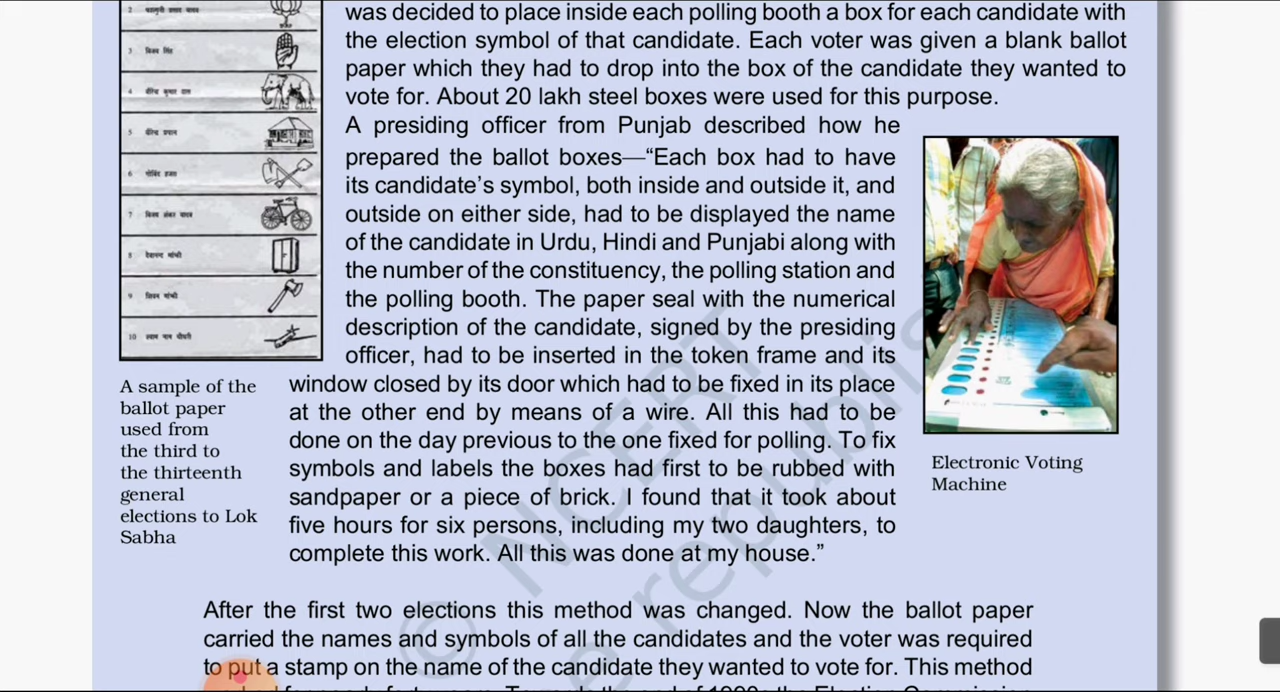 was decided to place inside each polling booth a box for each candidate with
the election symbol of that candidate. Each voter was given a blank ballot
paper which they had to drop into the box of the candidate they wanted to
vote for. About 20 lakh steel boxes were used for this purpose.
A presiding officer from Punjab described how he
prepared the ballot boxes—“Each box had to have
its candidate’s symbol, both inside and outside it, and
outside on either side, had to be displayed the name
of the candidate in Urdu, Hindi and Punjabi along with
the number of the constituency, the polling station and
the polling booth. The paper seal with the numerical
description of the candidate, signed by the presiding
officer, had to be inserted in the token frame and its
window closed by its door which had to be fixed in its place
at the other end by means of a wire. All this had to be
done on the day previous to the one fixed for polling. To fix
symbols and labels the boxes had first to be rubbed with
sandpaper or a piece of brick. I found that it took about
five hours for six persons, including my two daughters, to
complete this work. All this was done at my house.”
2
3 विजय सिंह
4
5
6
7
8
9
10
A sample of the
ballot paper
used from
the third to
the thirteenth
general
elections to Lok
Sabha
Electronic Voting
Machine
After the first two elections this method was changed. Now the ballot paper
carried the names and symbols of all the candidates and the voter was required
to put a stamp on the name of the candidate they wanted to vote for. This method
© NCERT
be republis